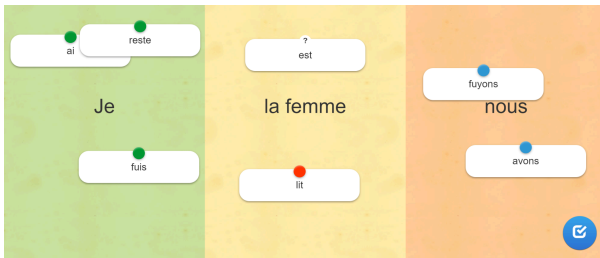 ai
reste
Je
fuis
?
est
la femme
lit
fuyons
nous
avons